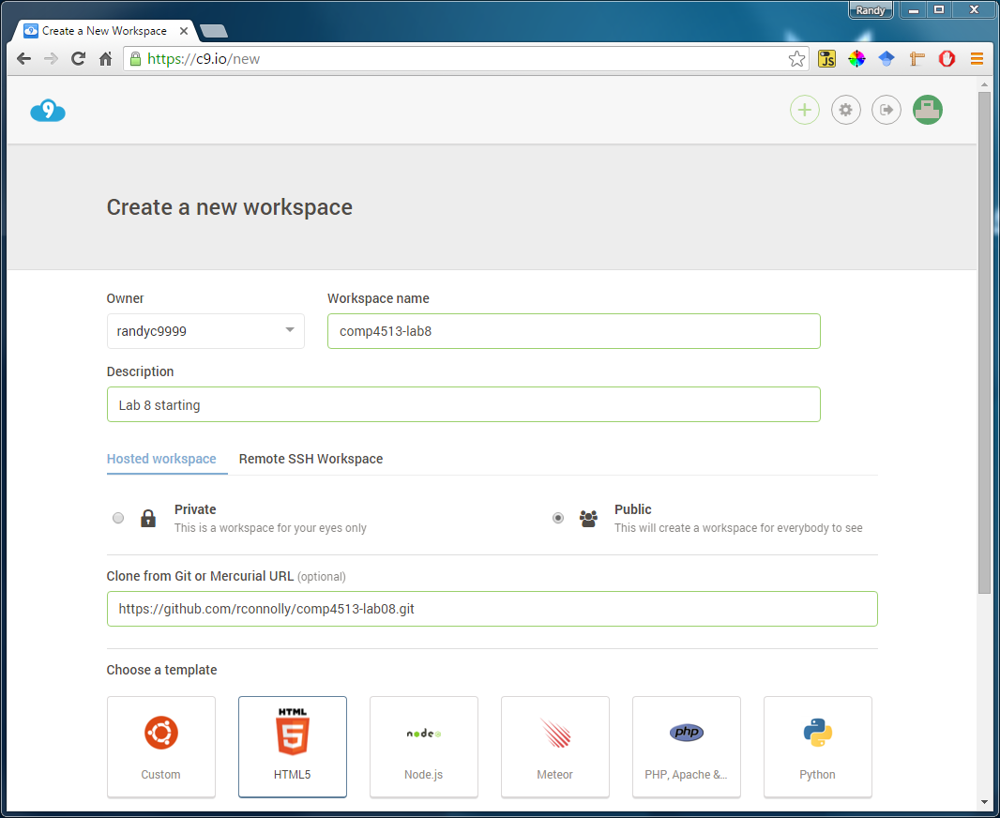 Randy
Create a New Workspace
https://c9.io/new
JS
9
Create a new workspace
Owner
Workspace name
randyc9999
comp4513-lab8
Description
Lab 8 starting
Hosted workspace
Remote SSH Workspace
Private
Public
This is a workspace for your eyes only
This will create a workspace for everybody to see
Clone from Git or Mercurial URL (optional)
https://github.com/rconnolly/comp4513-lab08.git
Choose a template
HTML
5
node
php
Custom
HTML5
Node.js
Meteor
PHP, Apache &...
Python